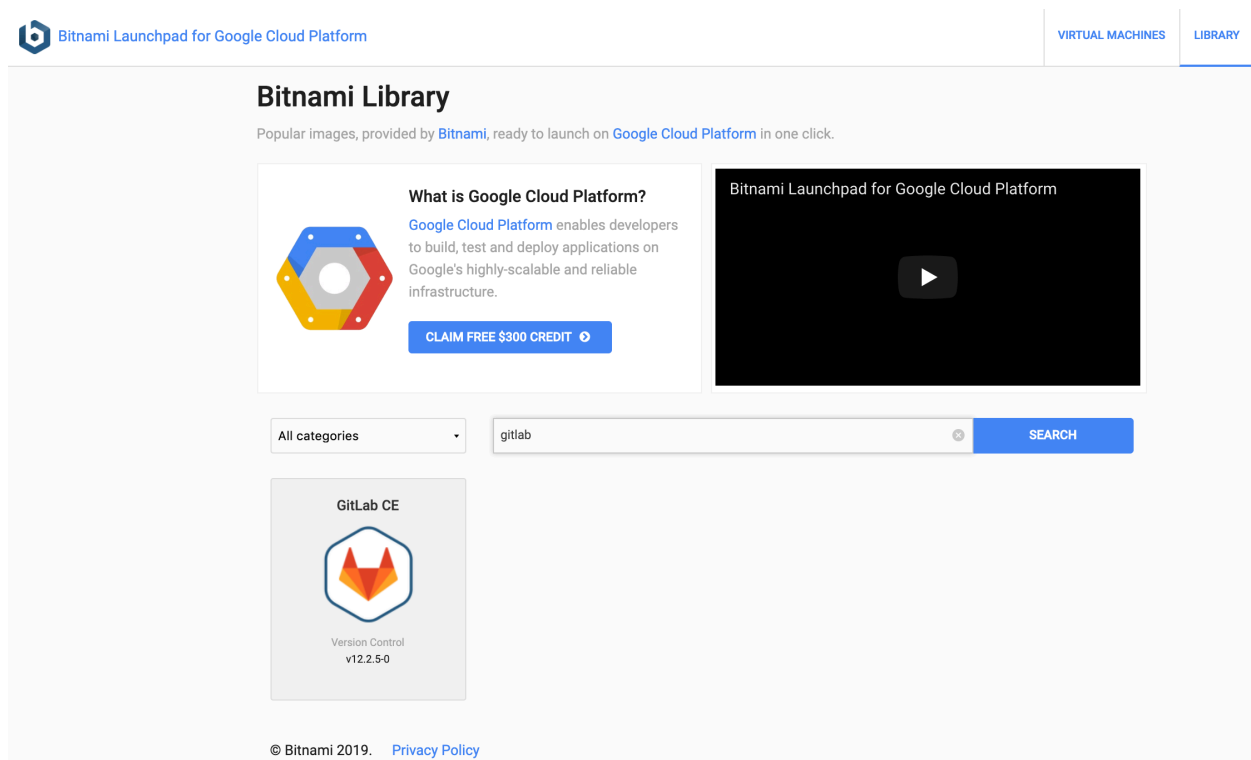 Bitnami Launchpad for Google Cloud Platform
VIRTUAL MACHINES
LIBRARY
Bitnami Library
Popular images, provided by Bitnami, ready to launch on Google Cloud Platform in one click.
What is Google Cloud Platform?
Google Cloud Platform enables developers
to build, test and deploy applications on
Google's highly-scalable and reliable
infrastructure.
CLAIM FREE $300 CREDIT
Bitnami Launchpad for Google Cloud Platform
All categories
gitlab
SEARCH
GitLab CE
Version Control
v12.2.5-0
© Bitnami 2019. Privacy Policy